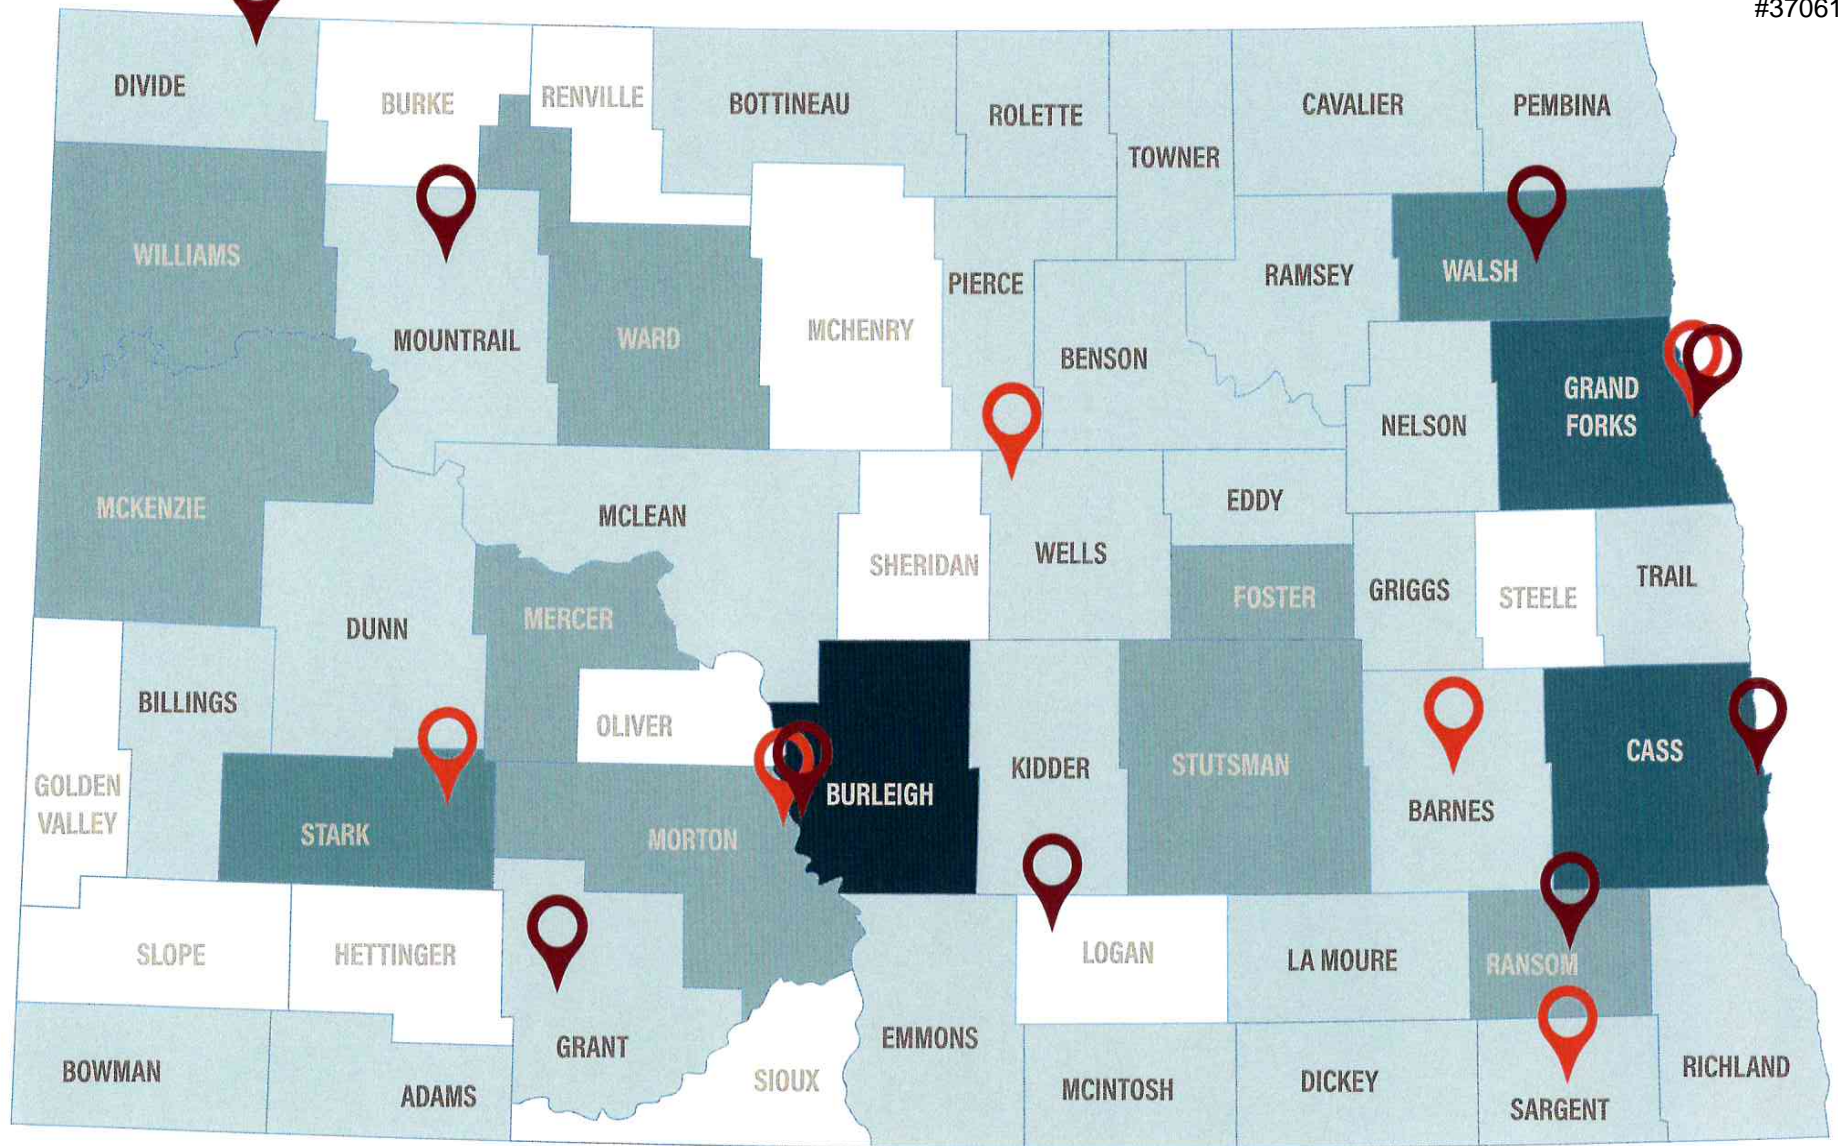 #37061
DIVIDE
BURKE
RENVILLE
BOTTINEAU
ROLETTE
TOWNER
CAVALIER
PEMBINA
WILLIAMS
MOUNTRAIL
WARD
MCHENRY
PIERCE
BENSON
RAMSEY
WALSH
NELSON
GRAND
FORKS
MCKENZIE
MCLEAN
SHERIDAN
WELLS
EDDY
FOSTER
GRIGGS
STEELE
TRAIL
DUNN
MERCER
BILLINGS
OLIVER
GOLDEN
VALLEY
STARK
MORTON
BURLEIGH
KIDDER
STUTSMAN
BARNES
CASS
SLOPE
HETTINGER
GRANT
LOGAN
LA MOURE
RANSOM
BOWMAN
ADAMS
SIOUX
EMMONS
MCINTOSH
DICKEY
SARGENT
RICHLAND